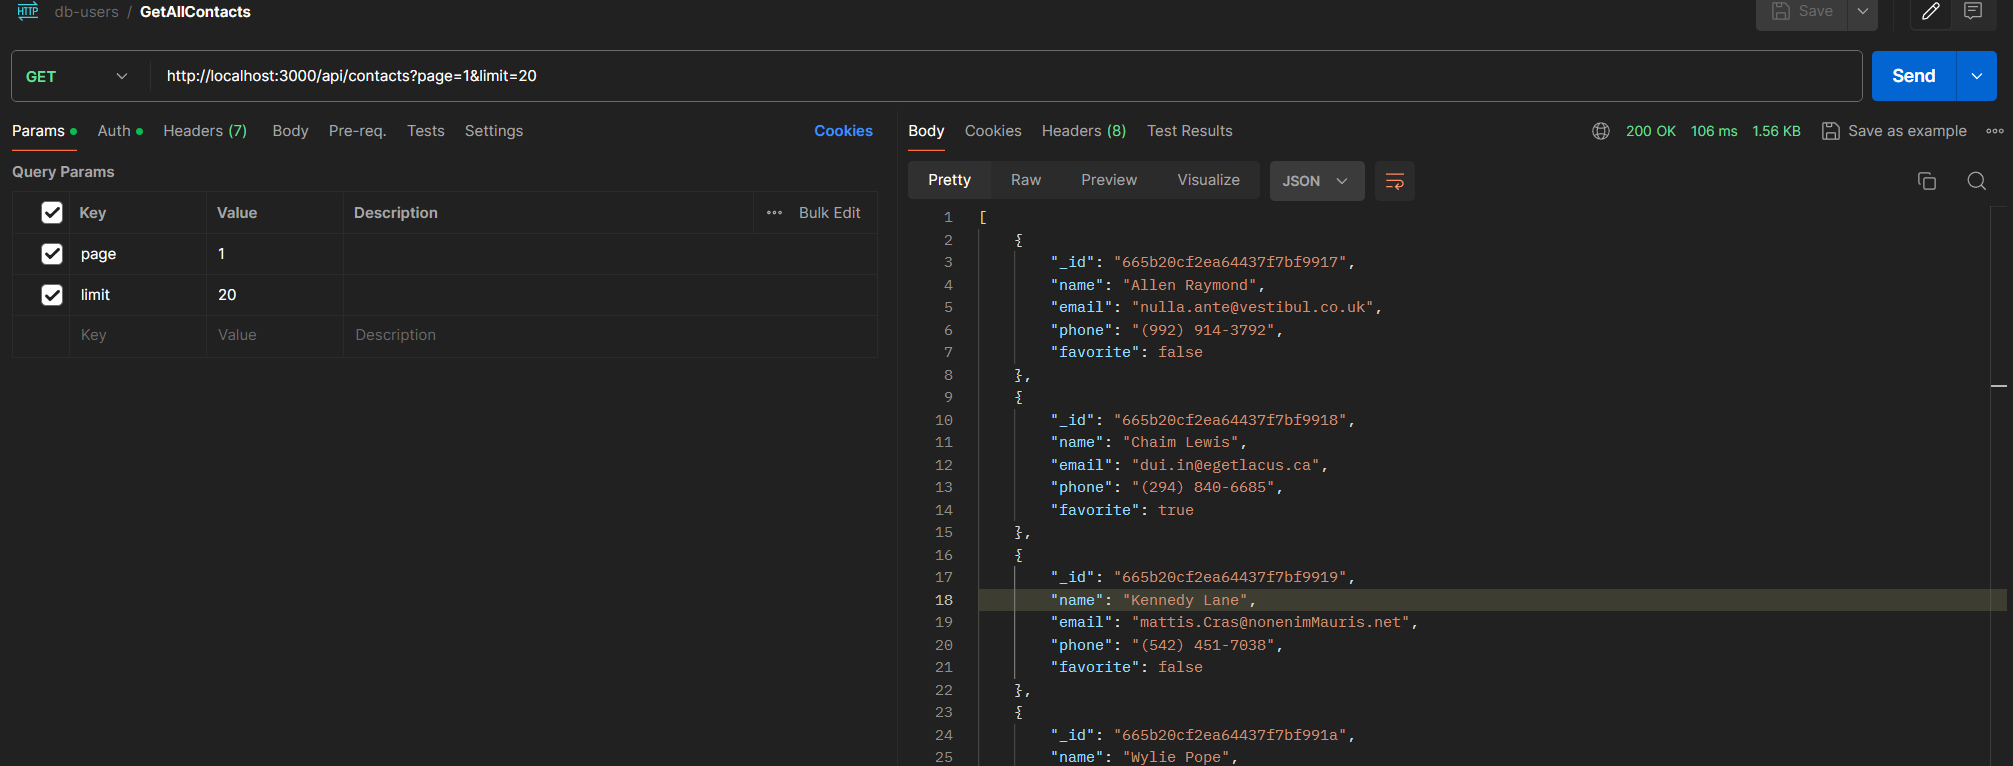 HTTP db-users / GetAllContacts Save
GET http://localhost:3000/api/contacts?page=1&limit=20 Send
Params Auth Headers (7) Body Pre-req. Tests Settings Cookies
Query Params
Key Value Description Bulk Edit
page 1
limit 20
Key Value Description
Body Cookies Headers (8) Test Results 200 OK 106 ms 1.56 KB Save as example
Pretty Raw Preview Visualize JSON
1 [
2 {
3 "_id": "665b20cf2ea64437f7bf9917",
4 "name": "Allen Raymond",
5 "email": "nulla.ante@vestibul.co.uk",
6 "phone": "(992) 914-3792",
7 "favorite": false
8 },
9 {
10 "_id": "665b20cf2ea64437f7bf9918",
11 "name": "Chaim Lewis",
12 "email": "dui.in@egetlacus.ca",
13 "phone": "(294) 840-6685",
14 "favorite": true
15 },
16 {
17 "_id": "665b20cf2ea64437f7bf9919",
18 "name": "Kennedy Lane",
19 "email": "mattis.Cras@nonenimMauris.net",
20 "phone": "(542) 451-7038",
21 "favorite": false
22 },
23 {
24 "_id": "665b20cf2ea64437f7bf991a",
25 "name": "Wylie Pope",